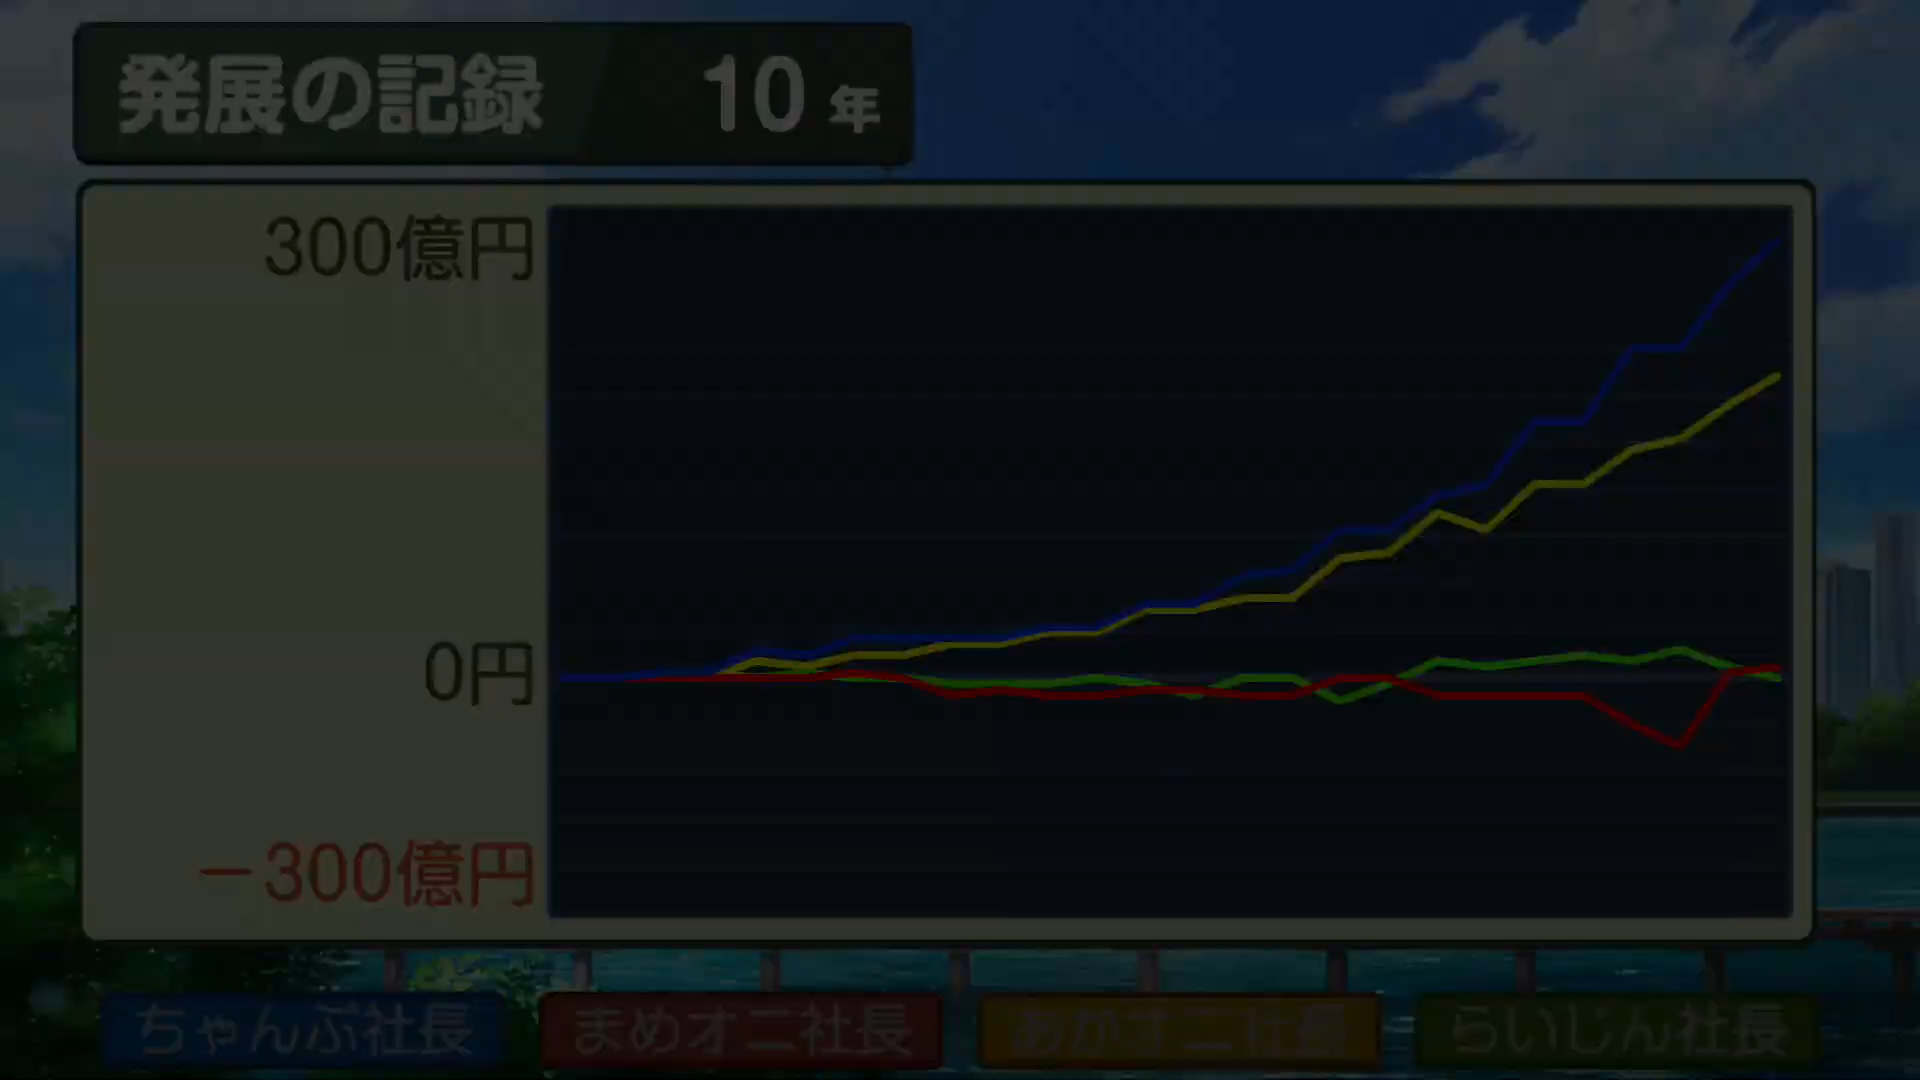 発展の記録 10年
300億円
0円
－300億円
ちゃんぷ社長 まめオニ社長 あかオニ社長 らいじん社長